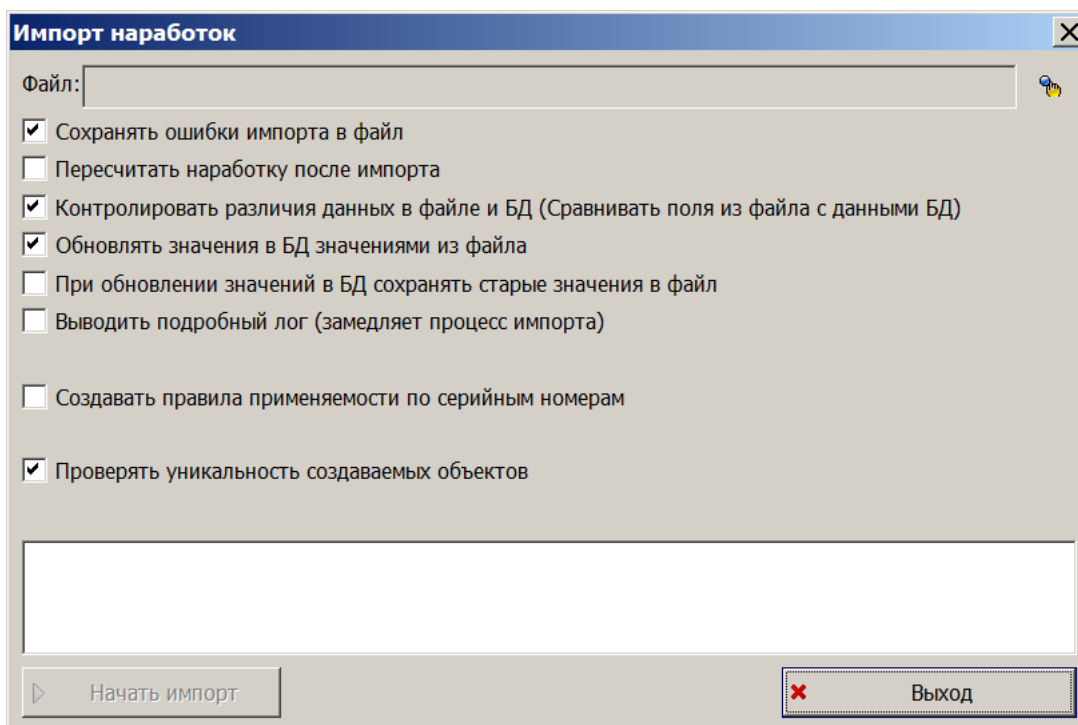 Импорт наработок
Файл:
Сохранять ошибки импорта в файл
Пересчитать наработку после импорта
Контролировать различия данных в файле и БД (Сравнивать поля из файла с данными БД)
Обновлять значения в БД значениями из файла
При обновлении значений в БД сохранять старые значения в файл
Выводить подробный лог (замедляет процесс импорта)
Создавать правила применяемости по серийным номерам
Проверять уникальность создаваемых объектов
Начать импорт
Выход